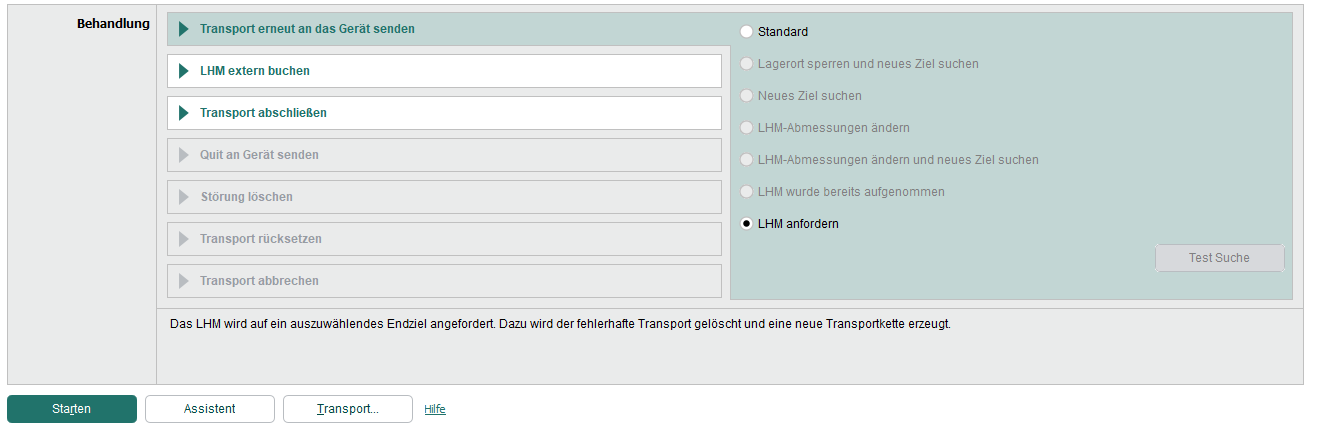 Behandlung
Transport erneut an das Gerät senden
LHM extern buchen
Transport abschließen
Quit an Gerät senden
Störung löschen
Transport rücksetzen
Transport abbrechen
Standard
Lagerort sperren und neues Ziel suchen
Neues Ziel suchen
LHM-Abmessungen ändern
LHM-Abmessungen ändern und neues Ziel suchen
LHM wurde bereits aufgenommen
LHM anfordern
Test Suche
Das LHM wird auf ein auszuwählendes Endziel angefordert. Dazu wird der fehlerhafte Transport gelöscht und eine neue Transportkette erzeugt.
Starten
Assistent
Transport...
Hilfe